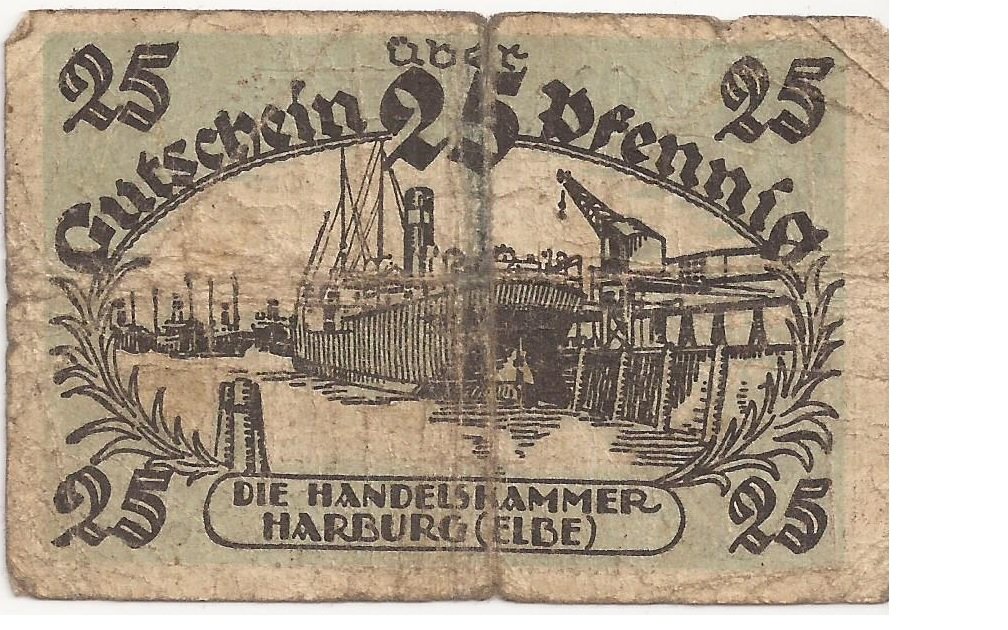 25 über 25
Gutschein 25 Pfennig
25 DIE HANDELSKAMMER 25
HARBURG (ELBE)